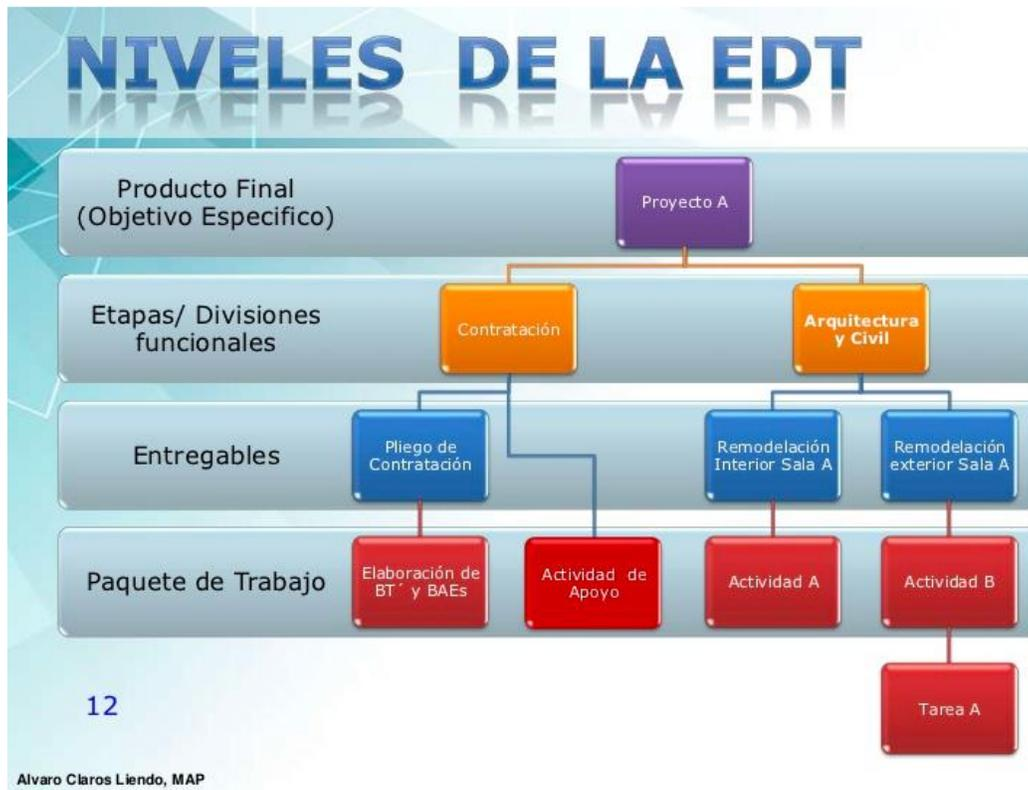 NIVELES DE LA EDT
Producto Final
(Objetivo Especifico)
Proyecto A
Etapas/ Divisiones
funcionales
Contratación
Arquitectura
y Civil
Entregables
Pliego de
Contratación
Remodelación
Interior Sala A
Remodelación
exterior Sala A
Paquete de Trabajo
Elaboración de
BT´ y BAEs
Actividad de
Apoyo
Actividad A
Actividad B
Tarea A
12
Alvaro Claros Liendo, MAP